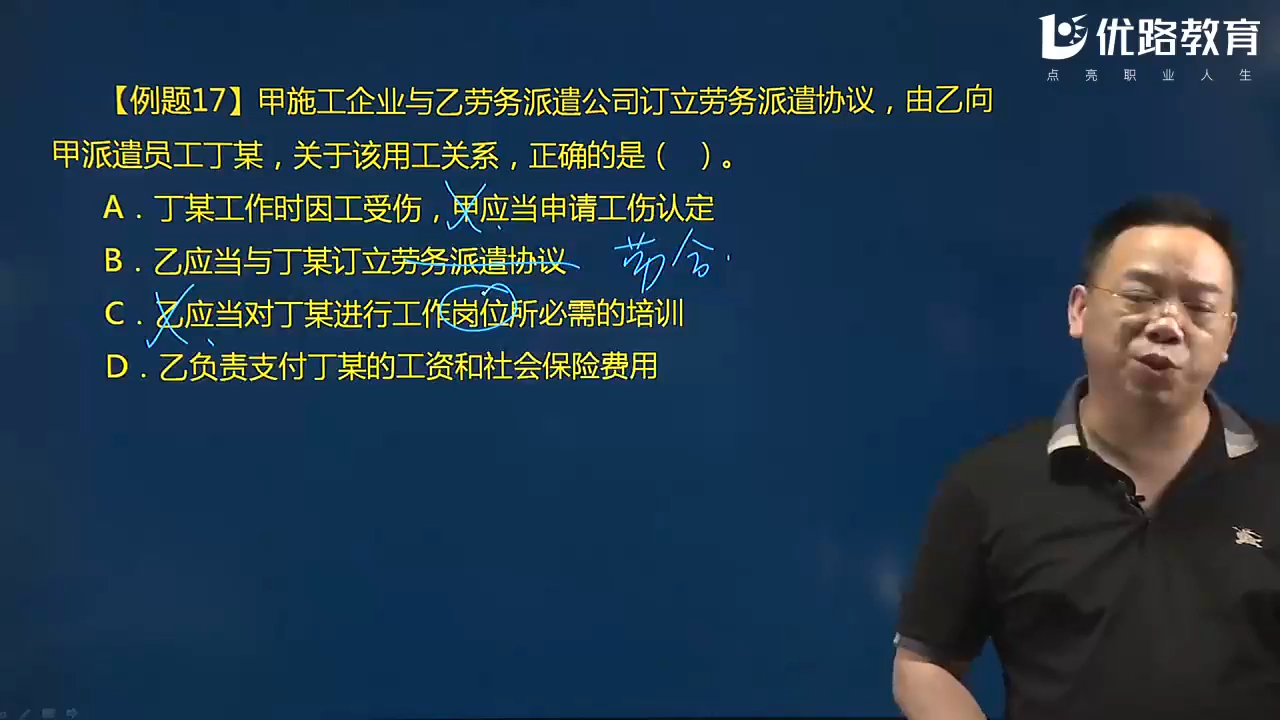 优路教育
点亮职业人生
【例题17】甲施工企业与乙劳务派遣公司订立劳务派遣协议，由乙向
甲派遣员工丁某，关于该用工关系，正确的是（ ）。
A．丁某工作时因工受伤，甲应当申请工伤认定
B．乙应当与丁某订立劳务派遣协议 劳合
C．乙应当对丁某进行工作岗位所必需的培训
D．乙负责支付丁某的工资和社会保险费用